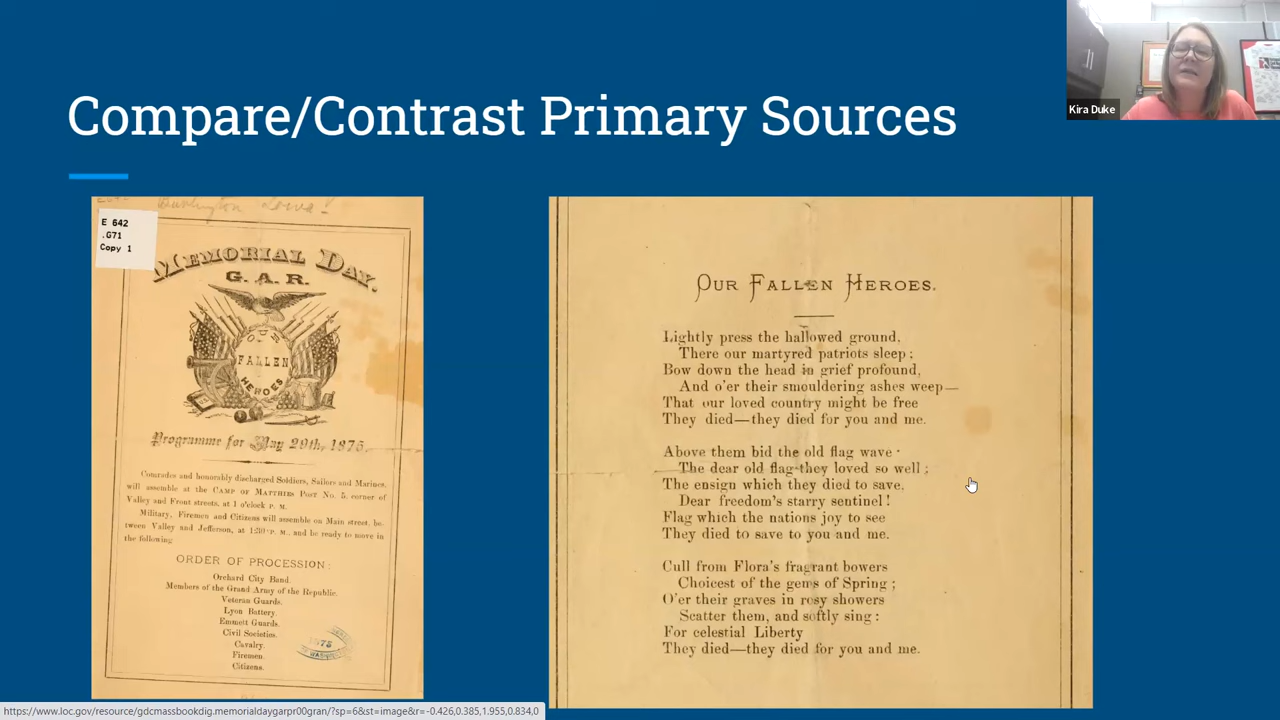 Compare/Contrast Primary Sources
Kira Duke
Burlington Iowa!
E 642
.G71
Copy 1
MEMORIAL DAY.
G. A. R.
OUR
FALLEN
HEROES
Programme for May 29th, 1875.
Comrades and honorably discharged Soldiers, Sailors and Marines,
will assemble at the CAMP OF MATTHIES POST NO. 5, corner of
Valley and Front streets, at 1 o'clock P. M.
Military, Firemen and Citizens will assemble on Main street, be-
tween Valley and Jefferson, at 1:30 P. M., and be ready to move in
the following
ORDER OF PROCESSION:
Orchard City Band.
Members of the Grand Army of the Republic.
Veteran Guards.
Lyon Battery.
Emmett Guards.
Civil Societies.
Cavalry.
Firemen.
Citizens.
1875
OUR FALLEN HEROES.
Lightly press the hallowed ground,
There our martyred patriots sleep;
Bow down the head in grief profound,
And o'er their smouldering ashes weep—
That our loved country might be free
They died—they died for you and me.
Above them bid the old flag wave
The dear old flag they loved so well;
The ensign which they died to save.
Dear freedom's starry sentinel!
Flag which the nations joy to see
They died to save to you and me.
Cull from Flora's fragrant bowers
Choicest of the gems of Spring;
O'er their graves in rosy showers
Scatter them, and softly sing:
For celestial Liberty
They died—they died for you and me.
https://www.loc.gov/resource/gdcmassbookdig.memorialdaygarpr00gran/?sp=6&st=image&r=-0.426,0.385,1.955,0.834,0